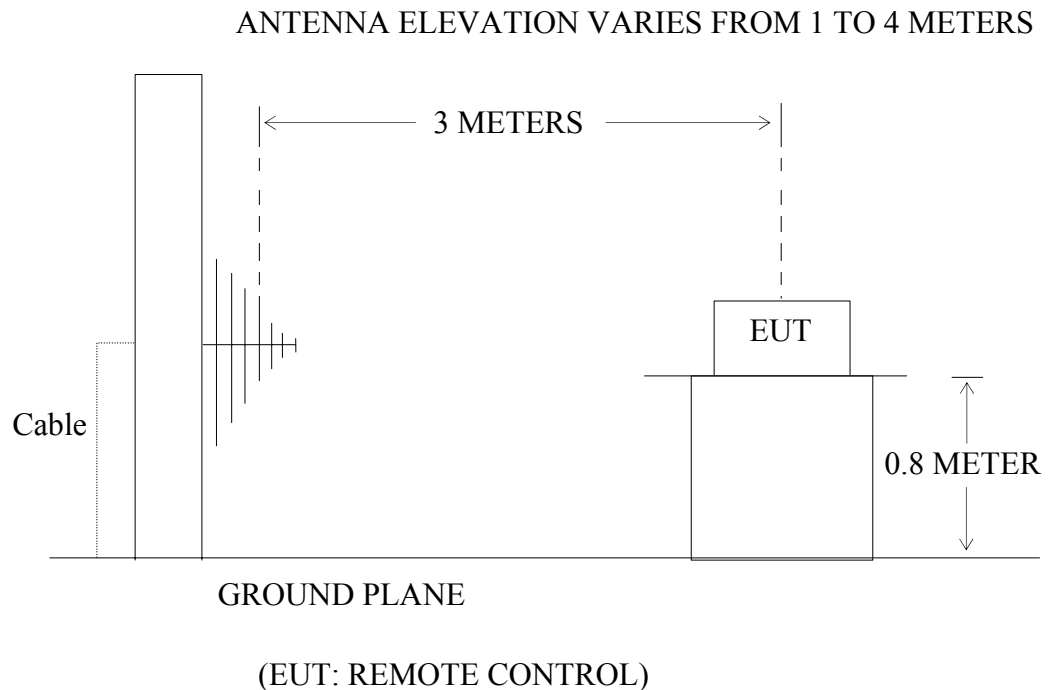 ANTENNA ELEVATION VARIES FROM 1 TO 4 METERS
3 METERS
EUT
Cable
0.8 METER
GROUND PLANE
(EUT: REMOTE CONTROL)